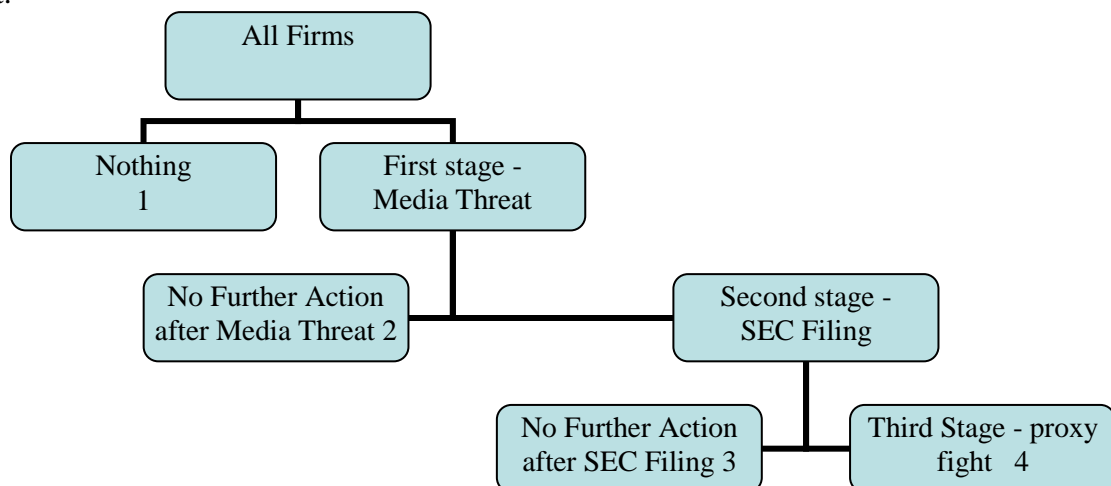 All Firms
Nothing
1
First stage -
Media Threat
No Further Action
after Media Threat 2
Second stage -
SEC Filing
No Further Action
after SEC Filing 3
Third Stage - proxy
fight 4